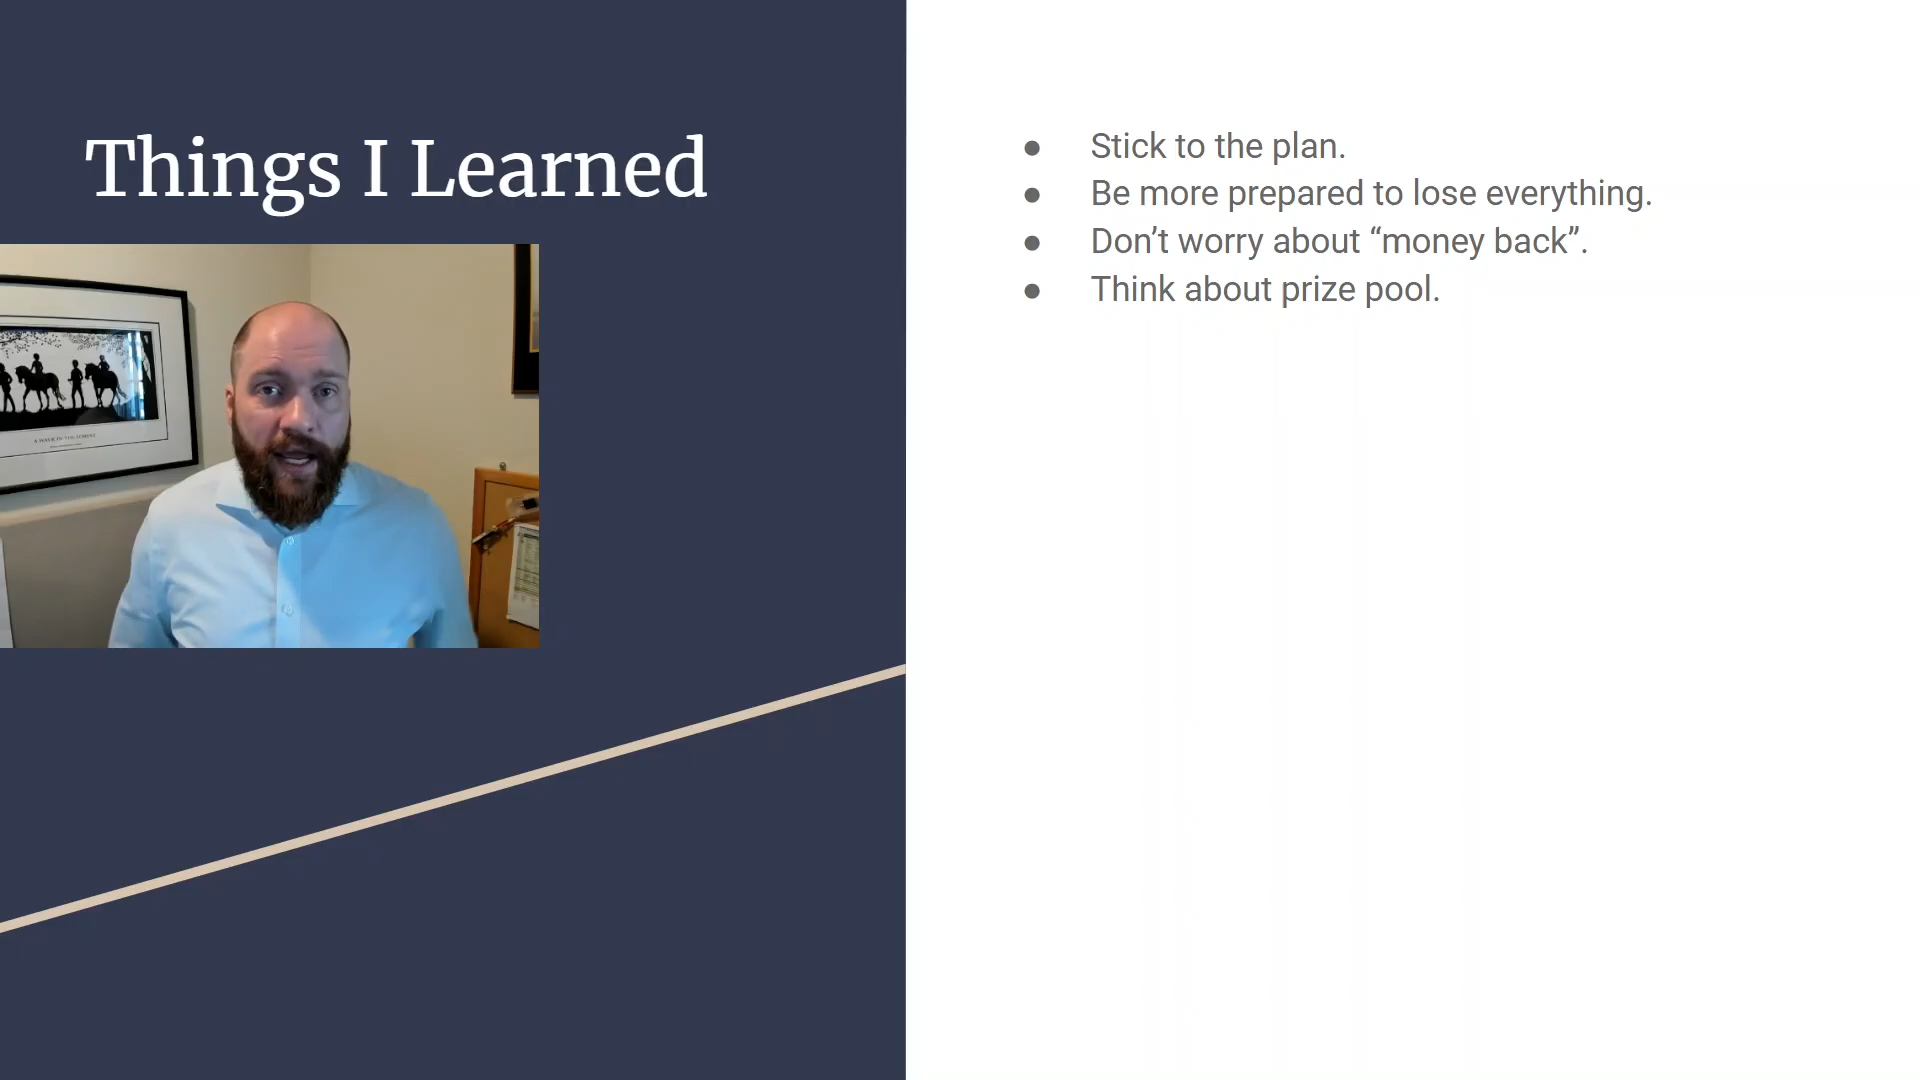 Things I Learned
● Stick to the plan.
● Be more prepared to lose everything.
● Don’t worry about “money back”.
● Think about prize pool.